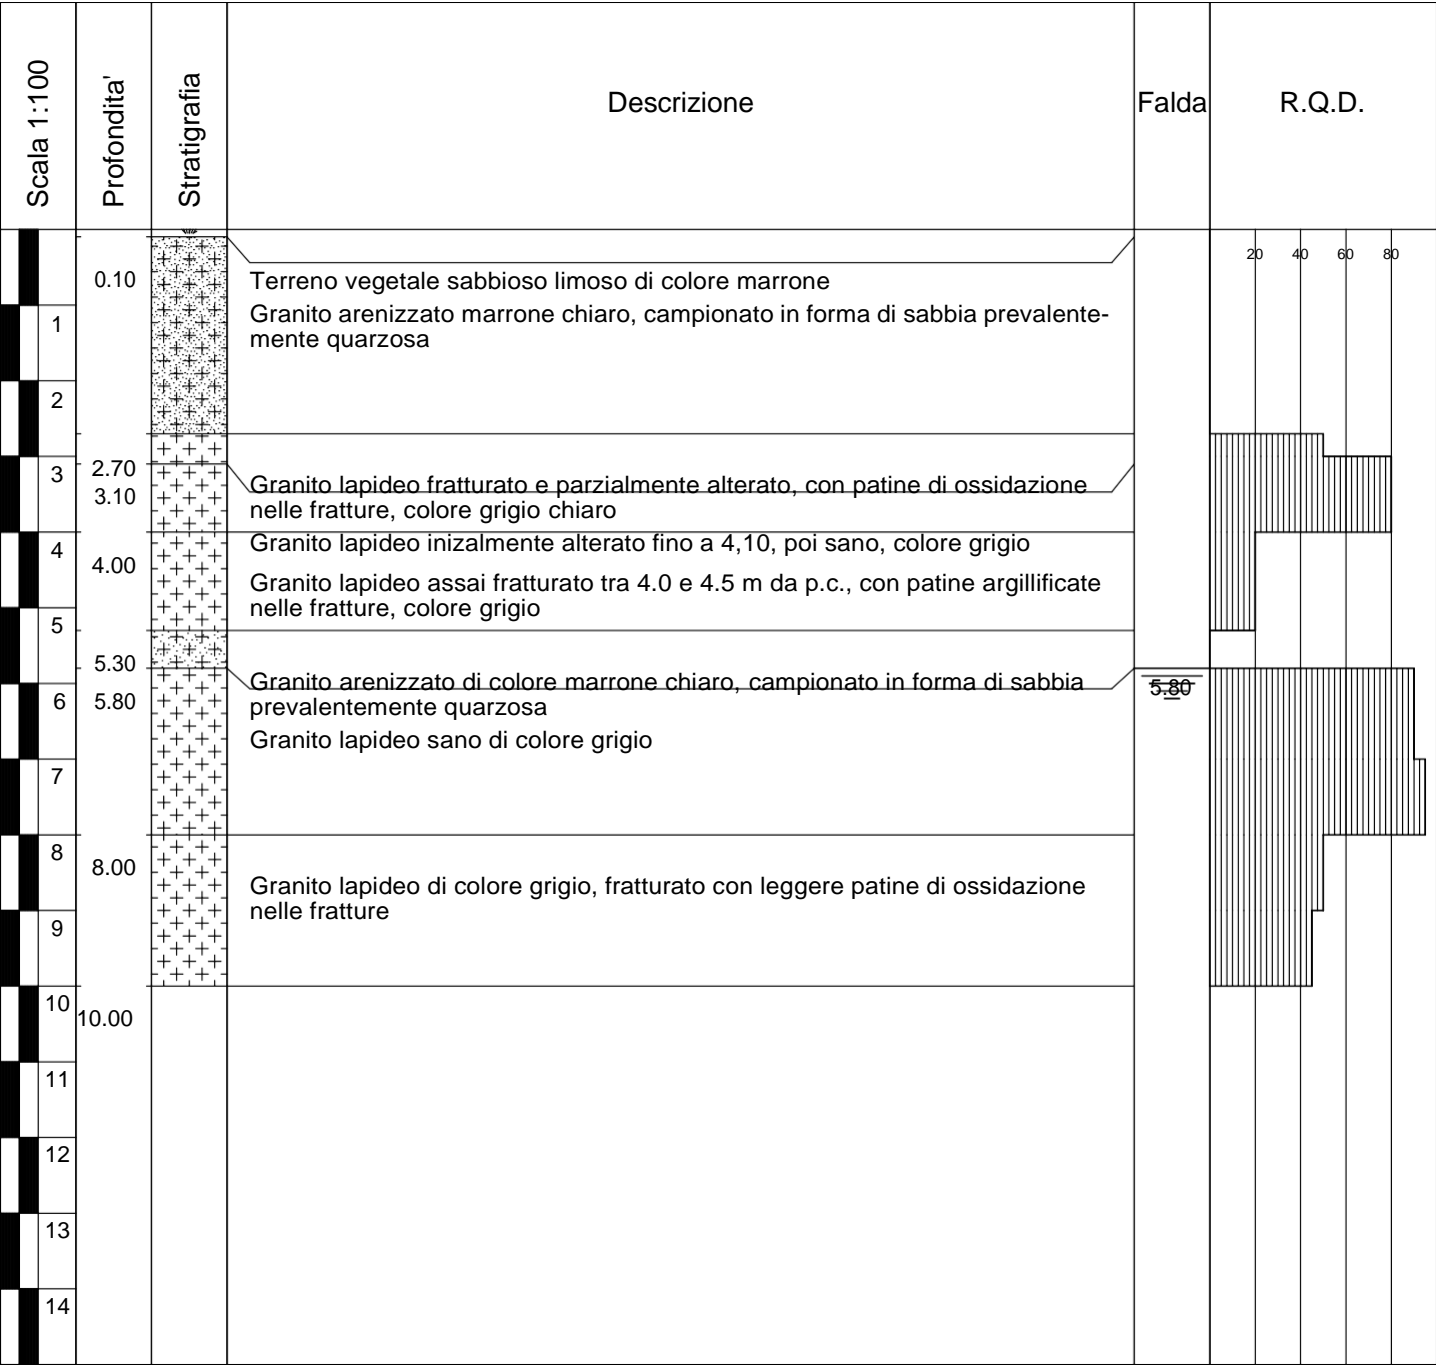 Scala 1:100
Profondita'
Stratigrafia
Descrizione
Falda
R.Q.D.
20 40 60 80
0.10
Terreno vegetale sabbioso limoso di colore marrone
1
Granito arenizzato marrone chiaro, campionato in forma di sabbia prevalente-
mente quarzosa
2
3
2.70
3.10
Granito lapideo fratturato e parzialmente alterato, con patine di ossidazione
nelle fratture, colore grigio chiaro
4
Granito lapideo inizalmente alterato fino a 4,10, poi sano, colore grigio
4.00
Granito lapideo assai fratturato tra 4.0 e 4.5 m da p.c., con patine argillificate
nelle fratture, colore grigio
5
5.30
Granito arenizzato di colore marrone chiaro, campionato in forma di sabbia
prevalentemente quarzosa
5.80
6
5.80
Granito lapideo sano di colore grigio
7
8
8.00
Granito lapideo di colore grigio, fratturato con leggere patine di ossidazione
nelle fratture
9
10
10.00
11
12
13
14